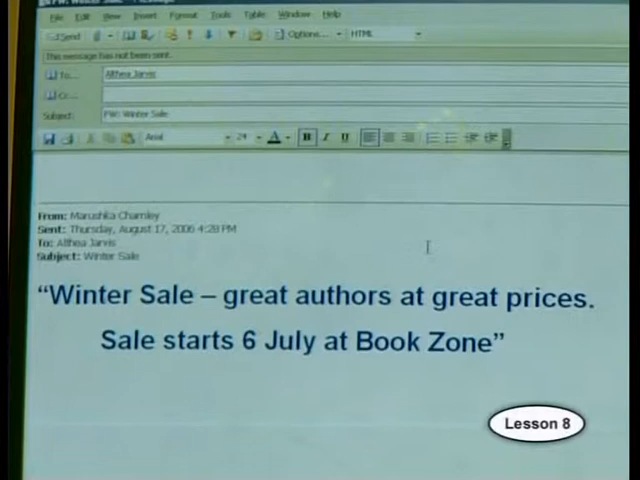 File Edit View Insert Format Tools Table Window Help
Send Options... HTML
This message has not been sent.
To... Althea Jarvis
Cc...
Subject: FW: Winter Sale
Arial 24 A B I U
From: Marushka Chamley
Sent: Thursday, August 17, 2006 4:28 PM
To: Althea Jarvis
Subject: Winter Sale
“Winter Sale – great authors at great prices.
Sale starts 6 July at Book Zone”
Lesson 8